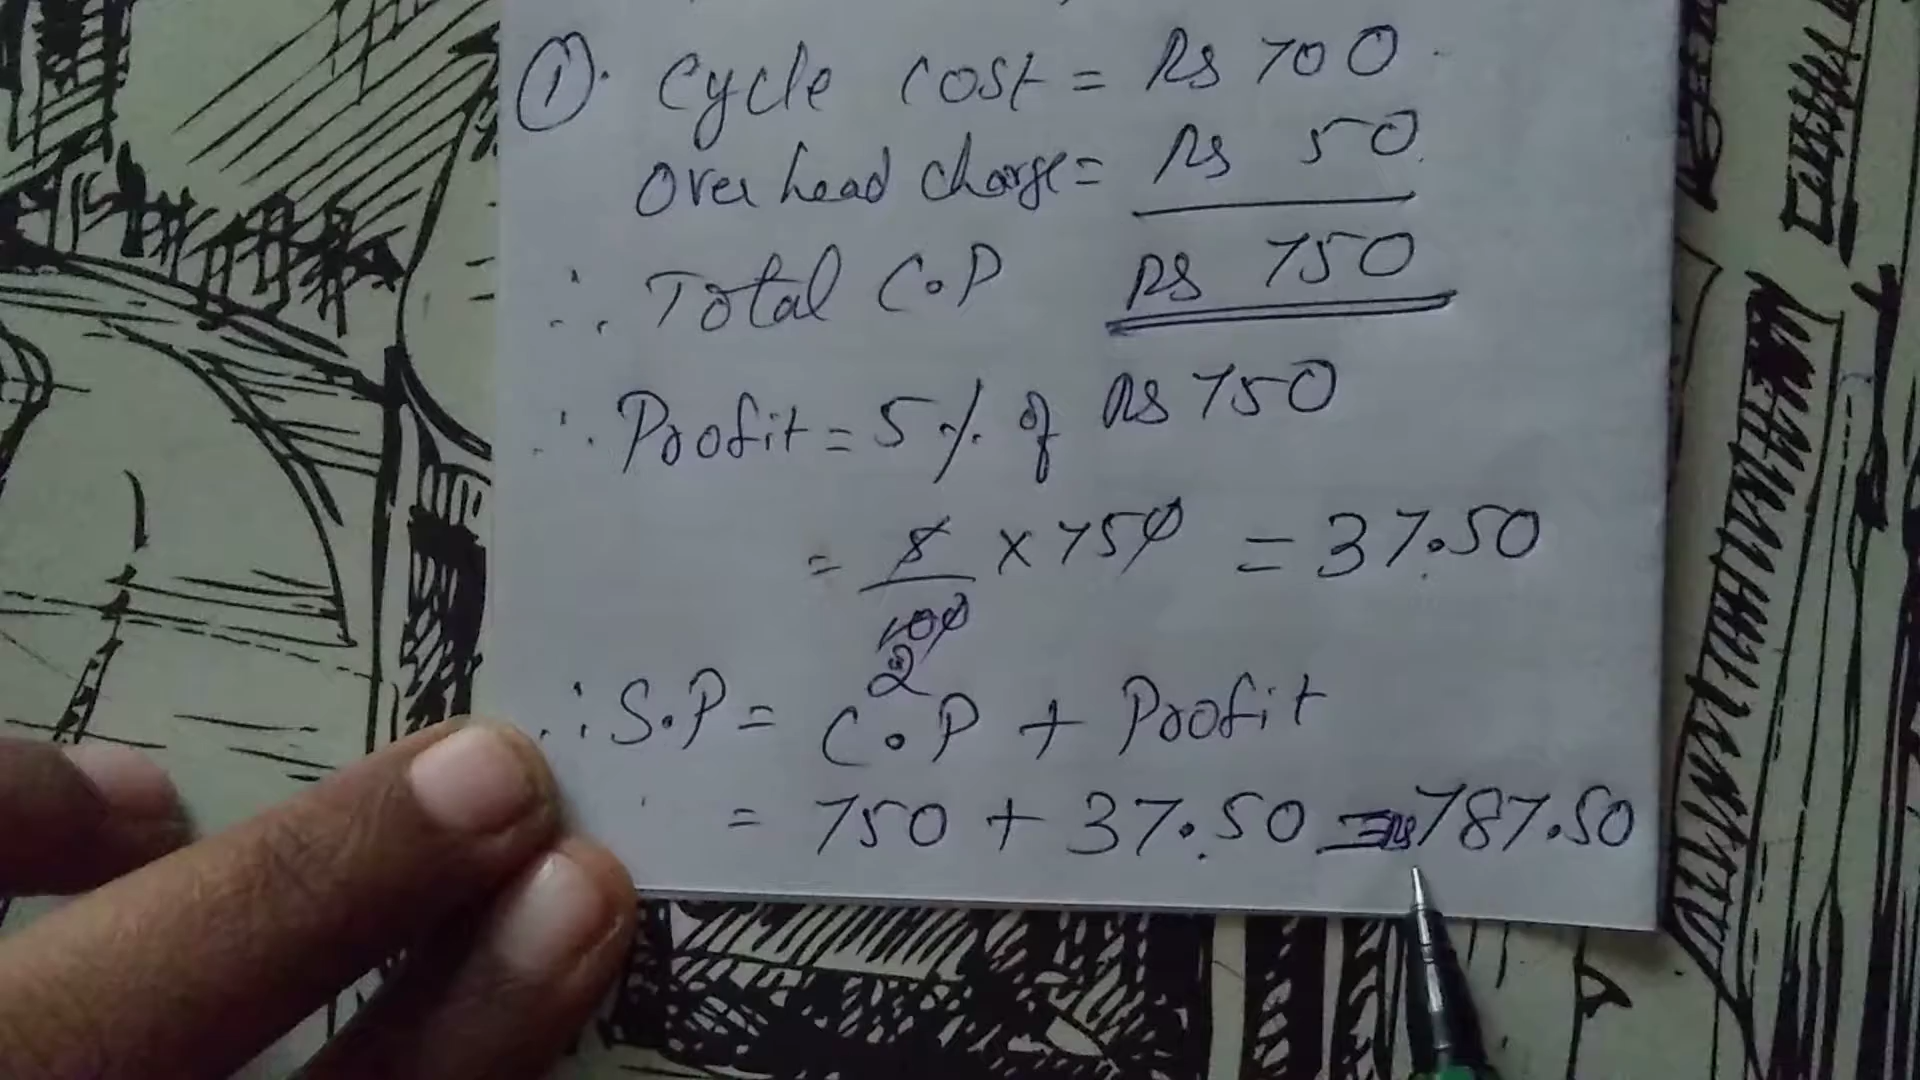 ①. Cycle cost = Rs 700
Over head charge = Rs 50
∴ Total C.P Rs 750
∴ Profit = 5% of Rs 750
= 5/100 × 750 = 37.50
2
∴ S.P = C.P + Profit
= 750 + 37.50 = Rs 787.50